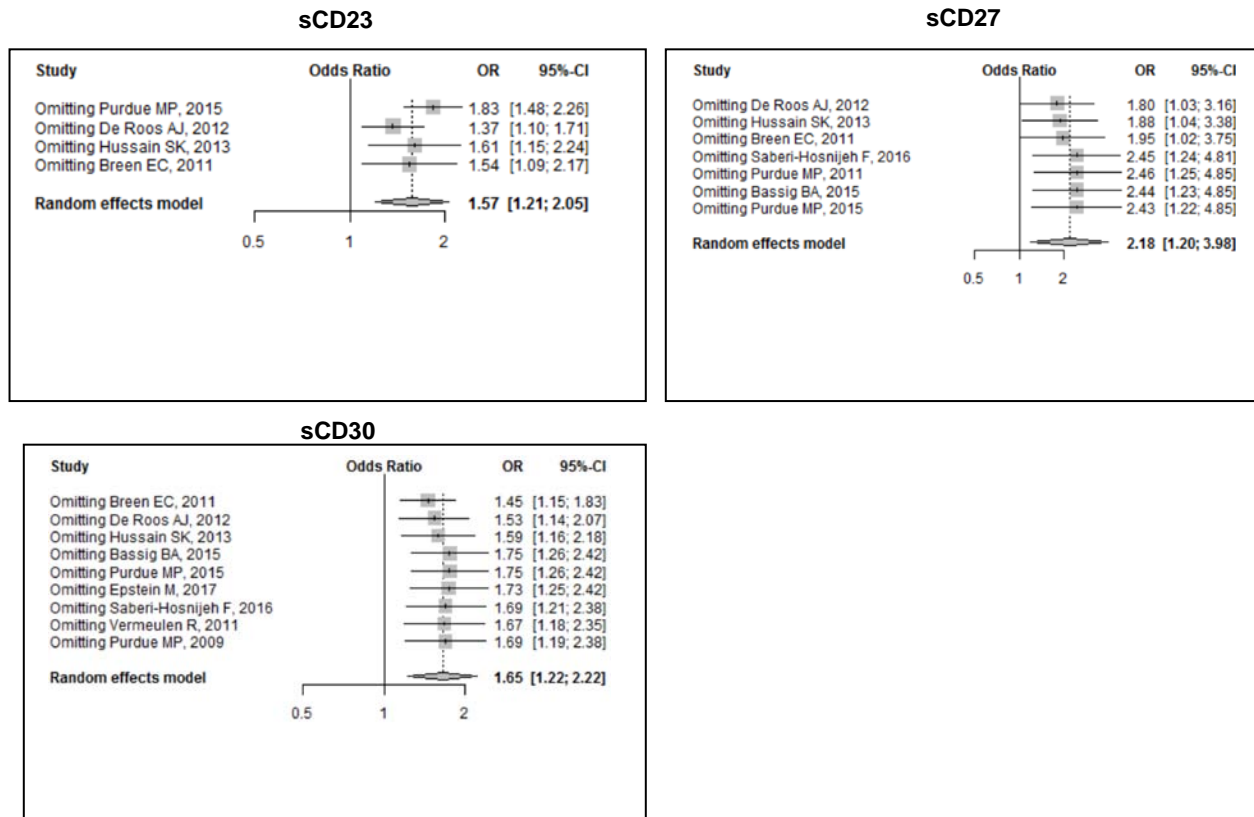 sCD23
Study Odds Ratio OR 95%-CI
Omitting Purdue MP, 2015 1.83 [1.48; 2.26]
Omitting De Roos AJ, 2012 1.37 [1.10; 1.71]
Omitting Hussain SK, 2013 1.61 [1.15; 2.24]
Omitting Breen EC, 2011 1.54 [1.09; 2.17]
Random effects model 1.57 [1.21; 2.05]
0.5 1 2
sCD27
Study Odds Ratio OR 95%-CI
Omitting De Roos AJ, 2012 1.80 [1.03; 3.16]
Omitting Hussain SK, 2013 1.88 [1.04; 3.38]
Omitting Breen EC, 2011 1.95 [1.02; 3.75]
Omitting Saberi-Hosnijeh F, 2016 2.45 [1.24; 4.81]
Omitting Purdue MP, 2011 2.46 [1.25; 4.85]
Omitting Bassig BA, 2015 2.44 [1.23; 4.85]
Omitting Purdue MP, 2015 2.43 [1.22; 4.85]
Random effects model 2.18 [1.20; 3.98]
0.5 1 2
sCD30
Study Odds Ratio OR 95%-CI
Omitting Breen EC, 2011 1.45 [1.15; 1.83]
Omitting De Roos AJ, 2012 1.53 [1.14; 2.07]
Omitting Hussain SK, 2013 1.59 [1.16; 2.18]
Omitting Bassig BA, 2015 1.75 [1.26; 2.42]
Omitting Purdue MP, 2015 1.75 [1.26; 2.42]
Omitting Epstein M, 2017 1.73 [1.25; 2.42]
Omitting Saberi-Hosnijeh F, 2016 1.69 [1.21; 2.38]
Omitting Vermeulen R, 2011 1.67 [1.18; 2.35]
Omitting Purdue MP, 2009 1.69 [1.19; 2.38]
Random effects model 1.65 [1.22; 2.22]
0.5 1 2